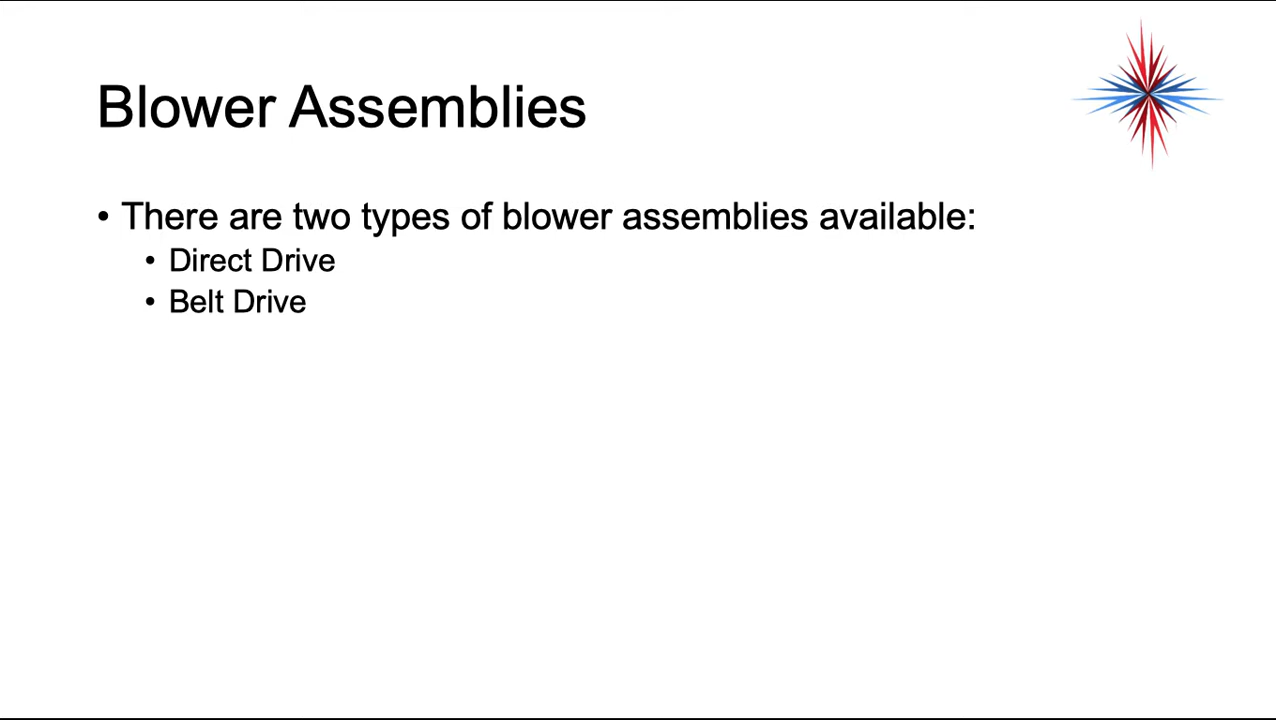 Blower Assemblies
• There are two types of blower assemblies available:
• Direct Drive
• Belt Drive